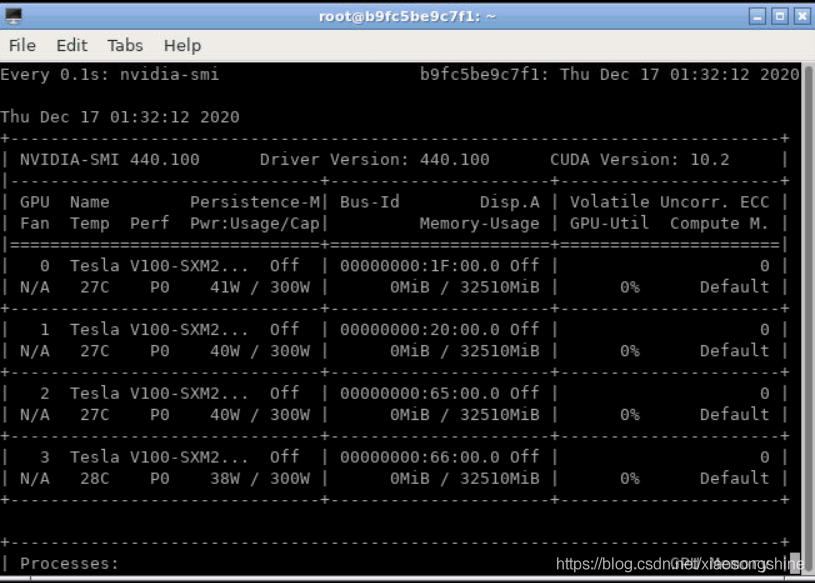 root@b9fc5be9c7f1: ~
File Edit Tabs Help
Every 0.1s: nvidia-smi b9fc5be9c7f1: Thu Dec 17 01:32:12 2020
Thu Dec 17 01:32:12 2020
+-----------------------------------------------------------------------------+
| NVIDIA-SMI 440.100      Driver Version: 440.100      CUDA Version: 10.2     |
|-------------------------------+----------------------+----------------------+
| GPU  Name        Persistence-M| Bus-Id        Disp.A | Volatile Uncorr. ECC
| Fan  Temp  Perf  Pwr:Usage/Cap|         Memory-Usage | GPU-Util  Compute M. |
|===============================+======================+======================|
|   0  Tesla V100-SXM2...  Off  | 00000000:1F:00.0 Off |                    0 |
| N/A   27C    P0    41W / 300W |      0MiB / 32510MiB |      0%      Default |
+-------------------------------+----------------------+----------------------+
|   1  Tesla V100-SXM2...  Off  | 00000000:20:00.0 Off |                    0 |
| N/A   27C    P0    40W / 300W |      0MiB / 32510MiB |      0%      Default |
+-------------------------------+----------------------+----------------------+
|   2  Tesla V100-SXM2...  Off  | 00000000:65:00.0 Off |                    0 |
| N/A   27C    P0    40W / 300W |      0MiB / 32510MiB |      0%      Default |
+-------------------------------+----------------------+----------------------+
|   3  Tesla V100-SXM2...  Off  | 00000000:66:00.0 Off |                    0 |
| N/A   28C    P0    38W / 300W |      0MiB / 32510MiB |      0%      Default |
+-------------------------------+----------------------+----------------------+
+-----------------------------------------------------------------------------+
| Processes:
https://blog.csdn.net/xiaosongshine